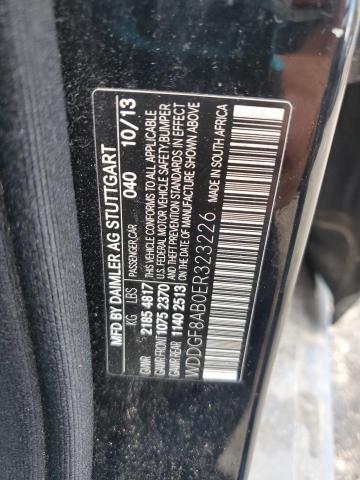 MFD BY DAIMLER AG STUTTGART
PASSENGER CAR 040 10/13
KG LBS
GVWR 2185 4817
GAWR FRONT 1075 2370
GAWR REAR 1140 2513
THIS VEHICLE CONFORMS TO ALL APPLICABLE
U.S. FEDERAL MOTOR VEHICLE SAFETY, BUMPER
AND THEFT PREVENTION STANDARDS IN EFFECT
ON THE DATE OF MANUFACTURE SHOWN ABOVE.
MADE IN SOUTH AFRICA
WDDGF8AB0ER323226